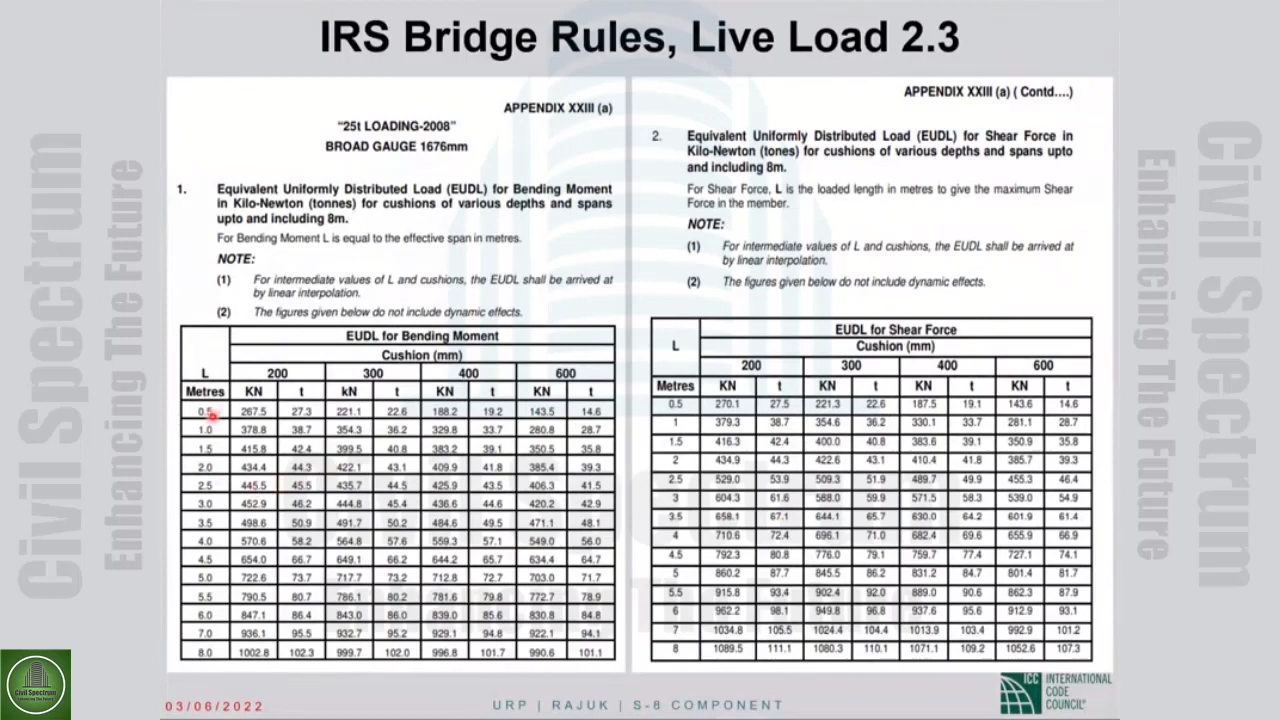 IRS Bridge Rules, Live Load 2.3
APPENDIX XXIII (a)
"25t LOADING-2008"
BROAD GAUGE 1676mm
1. Equivalent Uniformly Distributed Load (EUDL) for Bending Moment
in Kilo-Newton (tonnes) for cushions of various depths and spans
upto and including 8m.
For Bending Moment L is equal to the effective span in metres.
NOTE:
(1) For intermediate values of L and cushions, the EUDL shall be arrived at
by linear interpolation.
(2) The figures given below do not include dynamic effects.
EUDL for Bending Moment
Cushion (mm)
L 200 300 400 600
Metres KN t kN t KN t KN t
0.5 267.5 27.3 221.1 22.6 188.2 19.2 143.5 14.6
1.0 378.8 38.7 354.3 36.2 329.8 33.7 280.8 28.7
1.5 415.8 42.4 399.5 40.8 383.2 39.1 350.5 35.8
2.0 434.4 44.3 422.1 43.1 409.9 41.8 385.4 39.3
2.5 445.5 45.5 435.7 44.5 425.9 43.5 406.3 41.5
3.0 452.9 46.2 444.8 45.4 436.6 44.6 420.2 42.9
3.5 498.6 50.9 491.7 50.2 484.6 49.5 471.1 48.1
4.0 570.6 58.2 564.8 57.6 559.3 57.1 549.0 56.0
4.5 654.0 66.7 649.1 66.2 644.2 65.7 634.4 64.7
5.0 722.6 73.7 717.7 73.2 712.8 72.7 703.0 71.7
5.5 790.5 80.7 786.1 80.2 781.6 79.8 772.7 78.9
6.0 847.1 86.4 843.0 86.0 839.0 85.6 830.8 84.8
7.0 936.1 95.5 932.7 95.2 929.1 94.8 922.1 94.1
8.0 1002.8 102.3 999.7 102.0 996.8 101.7 990.6 101.1
APPENDIX XXIII (a) ( Contd....)
2. Equivalent Uniformly Distributed Load (EUDL) for Shear Force in
Kilo-Newton (tones) for cushions of various depths and spans upto
and including 8m.
For Shear Force, L is the loaded length in metres to give the maximum Shear
Force in the member.
NOTE:
(1) For intermediate values of L and cushions, the EUDL shall be arrived at
by linear interpolation.
(2) The figures given below do not include dynamic effects.
EUDL for Shear Force
L Cushion (mm)
200 300 400 600
Metres KN t KN t KN t KN t
0.5 270.1 27.5 221.3 22.6 187.5 19.1 143.6 14.6
1 379.3 38.7 354.6 36.2 330.1 33.7 281.1 28.7
1.5 416.3 42.4 400.0 40.8 383.6 39.1 350.9 35.8
2 434.9 44.3 422.6 43.1 410.4 41.8 385.7 39.3
2.5 529.0 53.9 509.3 51.9 489.7 49.9 455.3 46.4
3 604.3 61.6 588.0 59.9 571.5 58.3 539.0 54.9
3.5 658.1 67.1 644.1 65.7 630.0 64.2 601.9 61.4
4 710.6 72.4 696.1 71.0 682.4 69.6 655.9 66.9
4.5 792.3 80.8 776.0 79.1 759.7 77.4 727.1 74.1
5 860.2 87.7 845.5 86.2 831.2 84.7 801.4 81.7
5.5 915.8 93.4 902.4 92.0 889.0 90.6 862.3 87.9
6 962.2 98.1 949.8 96.8 937.6 95.6 912.9 93.1
7 1034.8 105.5 1024.4 104.4 1013.9 103.4 992.9 101.2
8 1089.5 111.1 1080.3 110.1 1071.1 109.2 1052.6 107.3
Civil Spectrum
Enhancing The Future
Civil Spectrum
Enhancing The Future
Civil Spectrum
Enhancing The Future
Civil Spectrum
03/06/2022
URP | RAJUK | S-8 COMPONENT
ICC INTERNATIONAL
CODE
COUNCIL